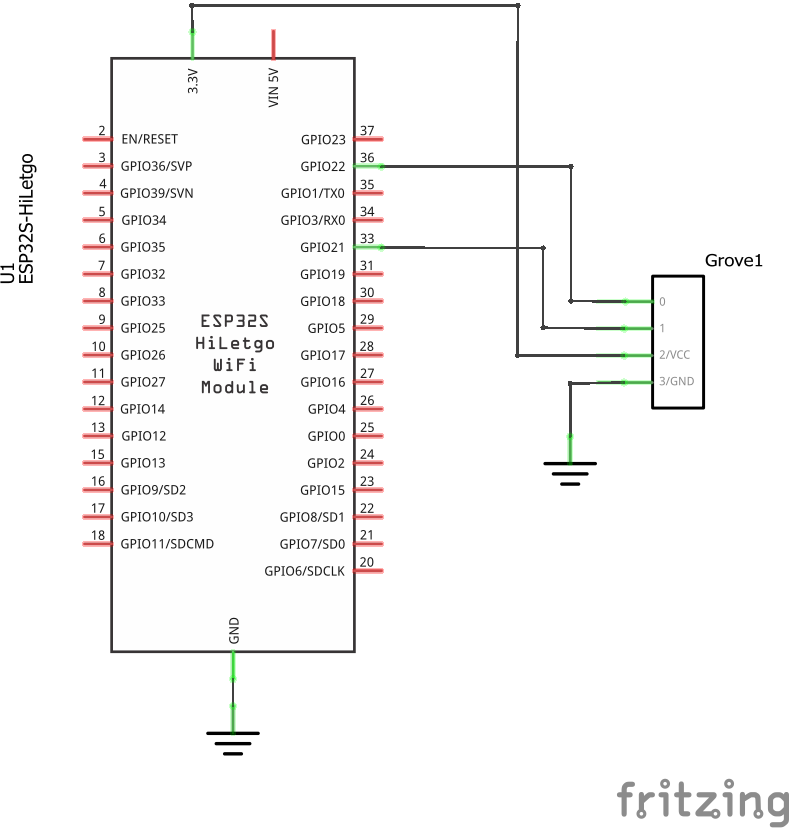 3.3V
VIN 5V
2 EN/RESET
3 GPIO36/SVP
4 GPIO39/SVN
5 GPIO34
6 GPIO35
7 GPIO32
8 GPIO33
9 GPIO25
10 GPIO26
11 GPIO27
12 GPIO14
13 GPIO12
15 GPIO13
16 GPIO9/SD2
17 GPIO10/SD3
18 GPIO11/SDCMD
GPIO23 37
GPIO22 36
GPIO1/TX0 35
GPIO3/RX0 34
GPIO21 33
GPIO19 31
GPIO18 30
GPIO5 29
GPIO17 28
GPIO16 27
GPIO4 26
GPIO0 25
GPIO2 24
GPIO15 23
GPIO8/SD1 22
GPIO7/SD0 21
GPIO6/SDCLK 20
GND
U1
ESP32S-HiLetgo
ESP32S
HiLetgo
WiFi
Module
Grove1
0
1
2/VCC
3/GND
fritzing